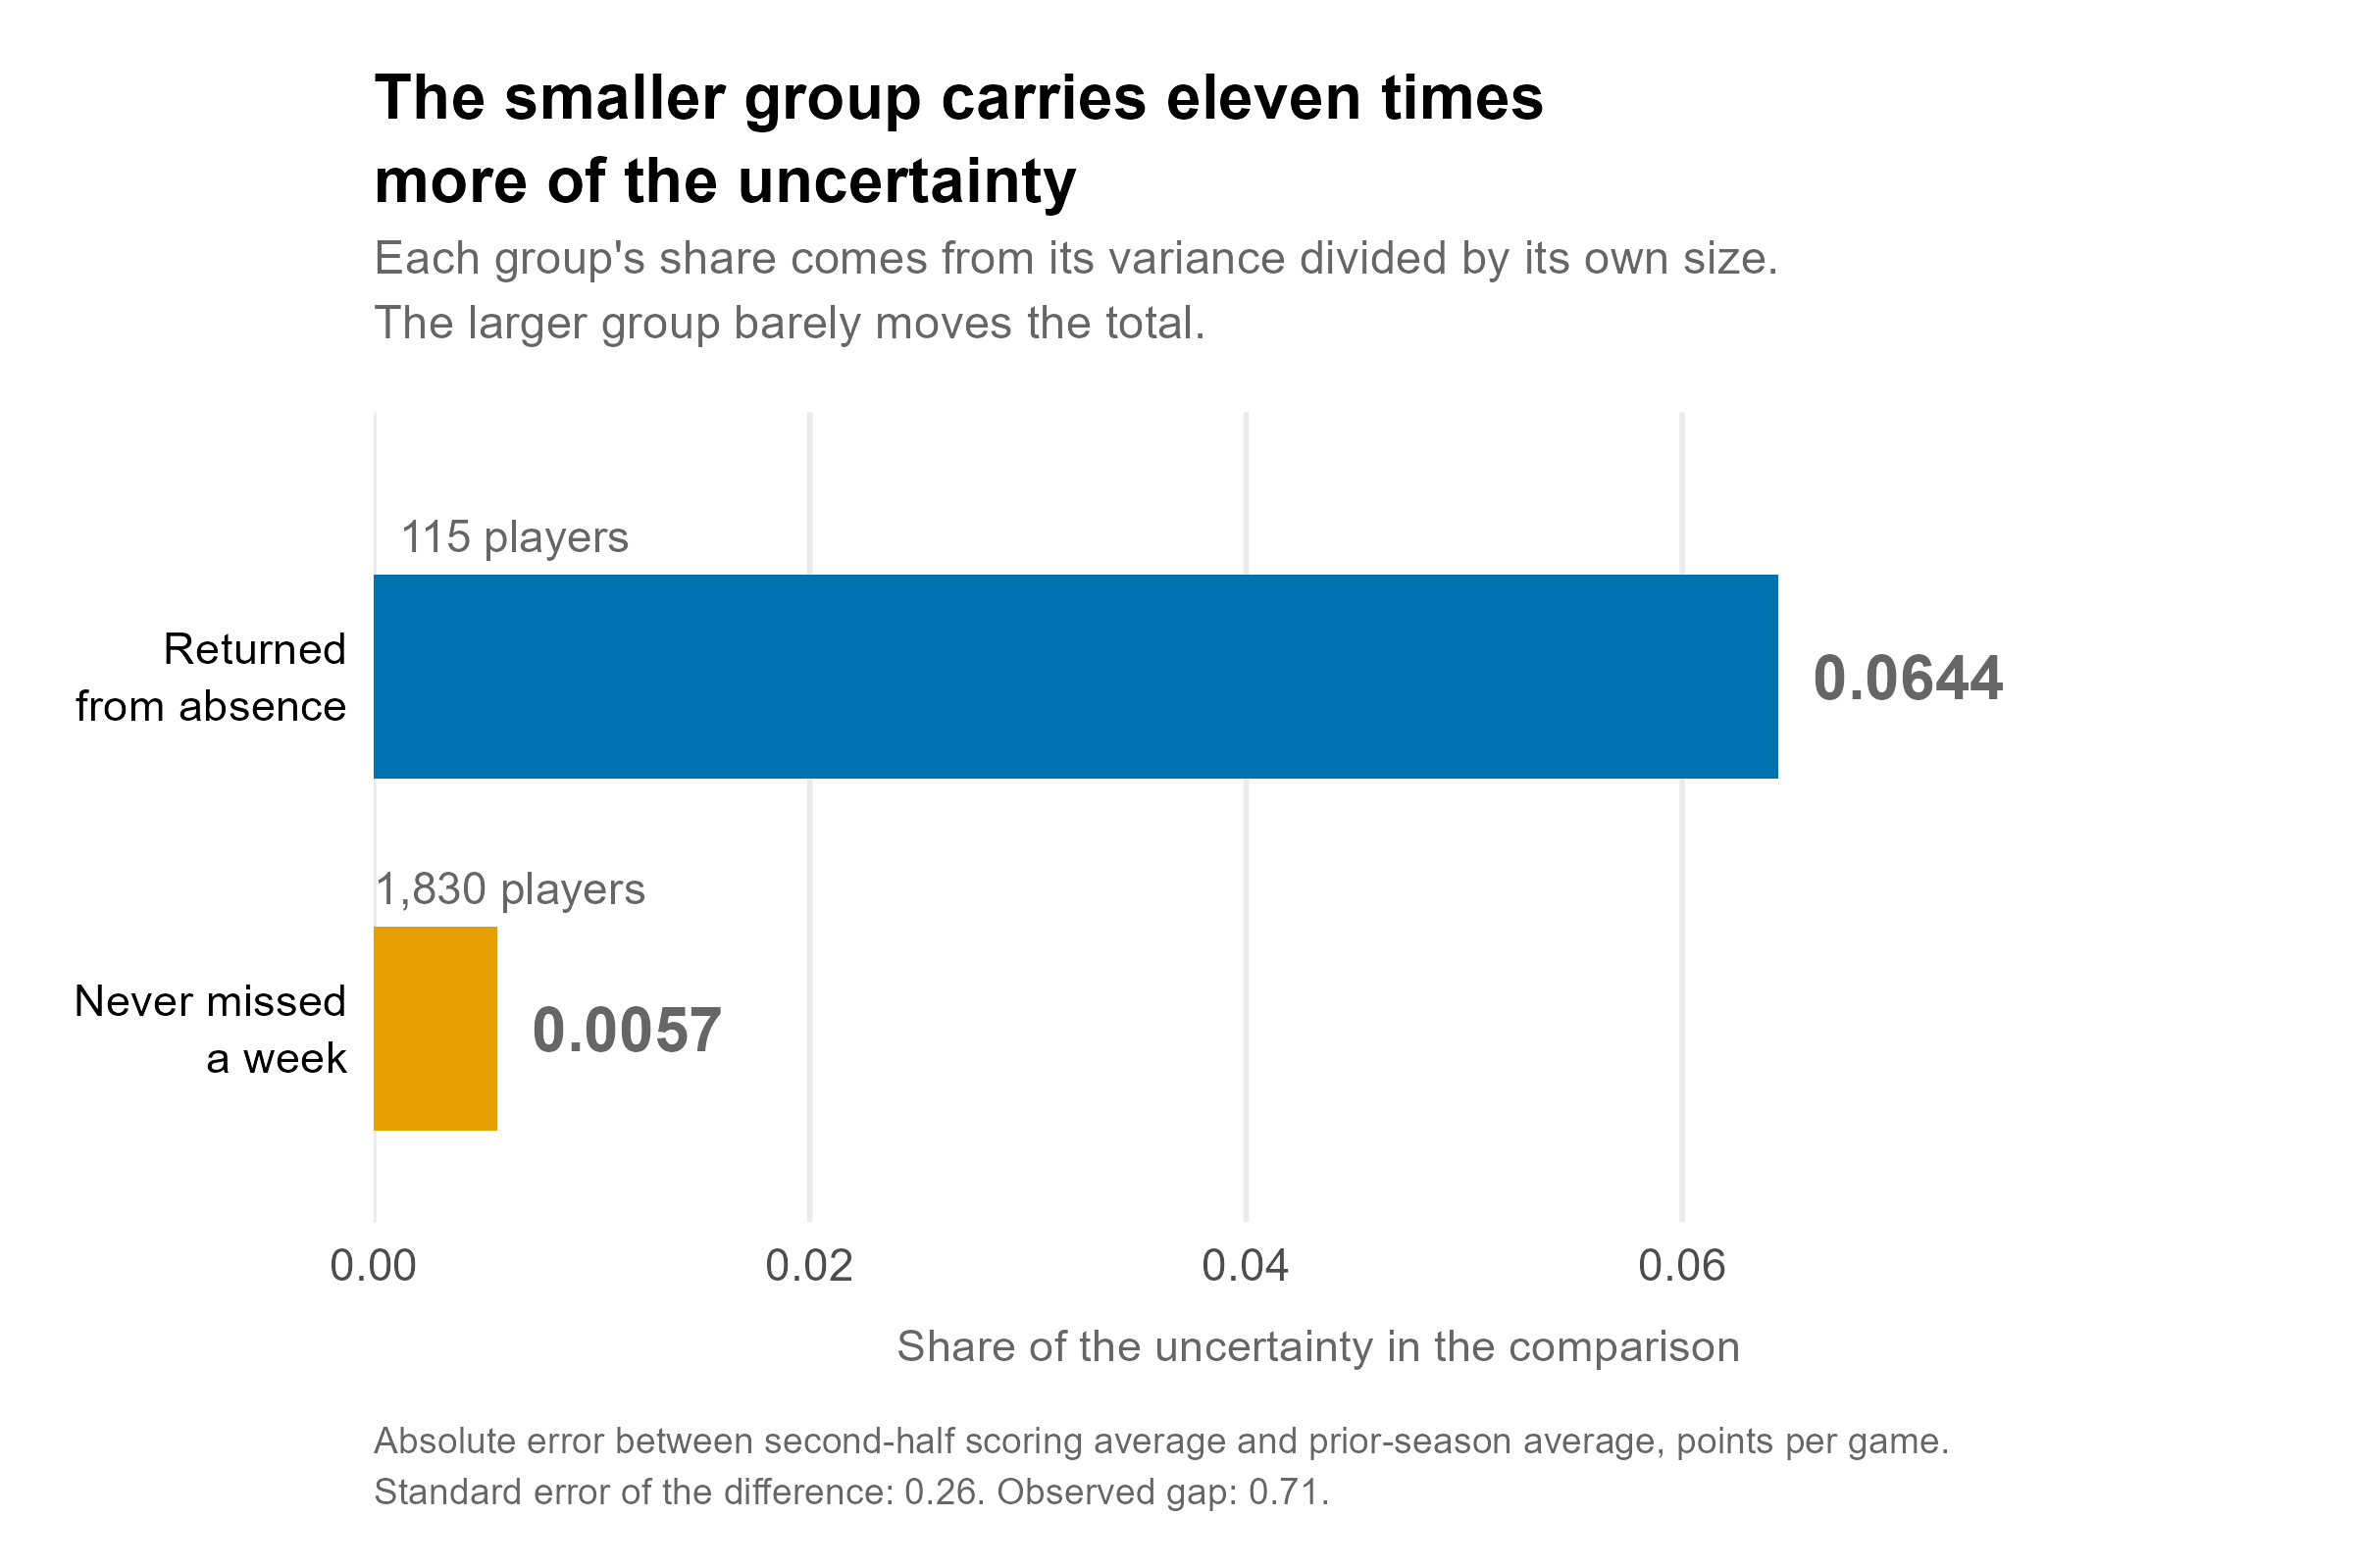 The smaller group carries eleven times
more of the uncertainty
Each group's share comes from its variance divided by its own size.
The larger group barely moves the total.
115 players
Returned
from absence
0.0644
1,830 players
Never missed
a week
0.0057
0.00
0.02
0.04
0.06
Share of the uncertainty in the comparison
Absolute error between second-half scoring average and prior-season average, points per game.
Standard error of the difference: 0.26. Observed gap: 0.71.